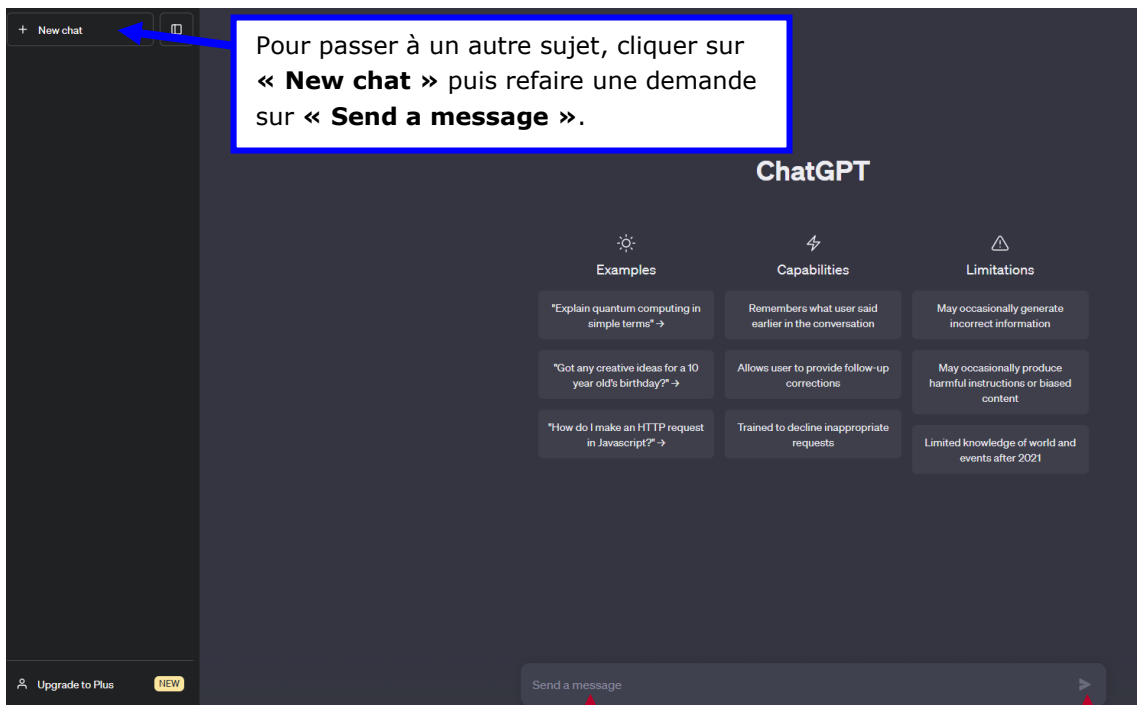 + New chat
Pour passer à un autre sujet, cliquer sur
« New chat » puis refaire une demande
sur « Send a message ».
ChatGPT
Examples
"Explain quantum computing in
simple terms" →
"Got any creative ideas for a 10
year old's birthday?" →
"How do I make an HTTP request
in Javascript?" →
Capabilities
Remembers what user said
earlier in the conversation
Allows user to provide follow-up
corrections
Trained to decline inappropriate
requests
Limitations
May occasionally generate
incorrect information
May occasionally produce
harmful instructions or biased
content
Limited knowledge of world and
events after 2021
Upgrade to Plus NEW
Send a message